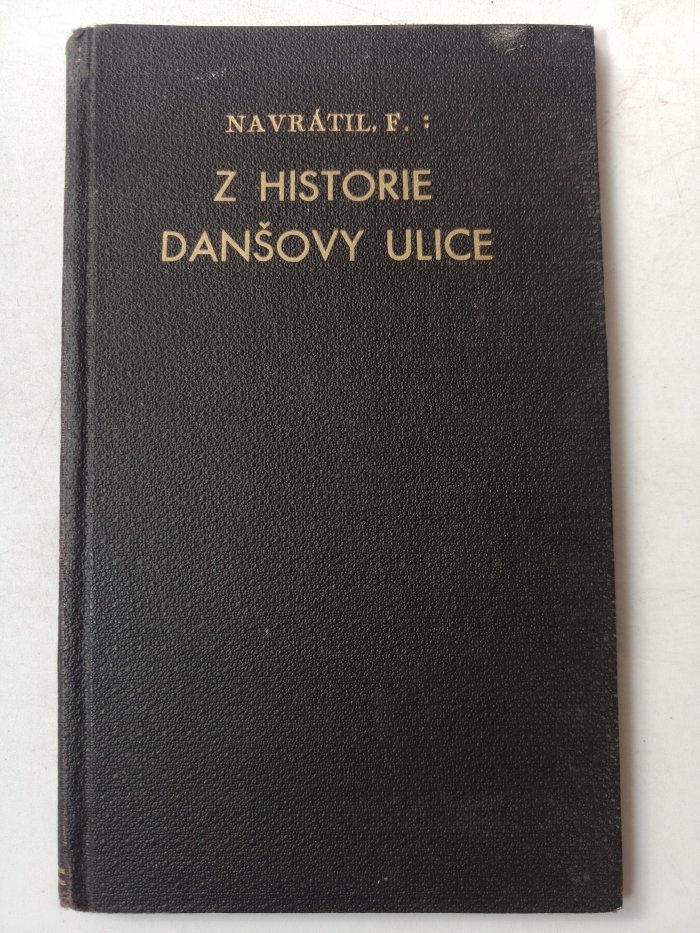 NAVRÁTIL, F. :
Z HISTORIE
DANŠOVY ULICE